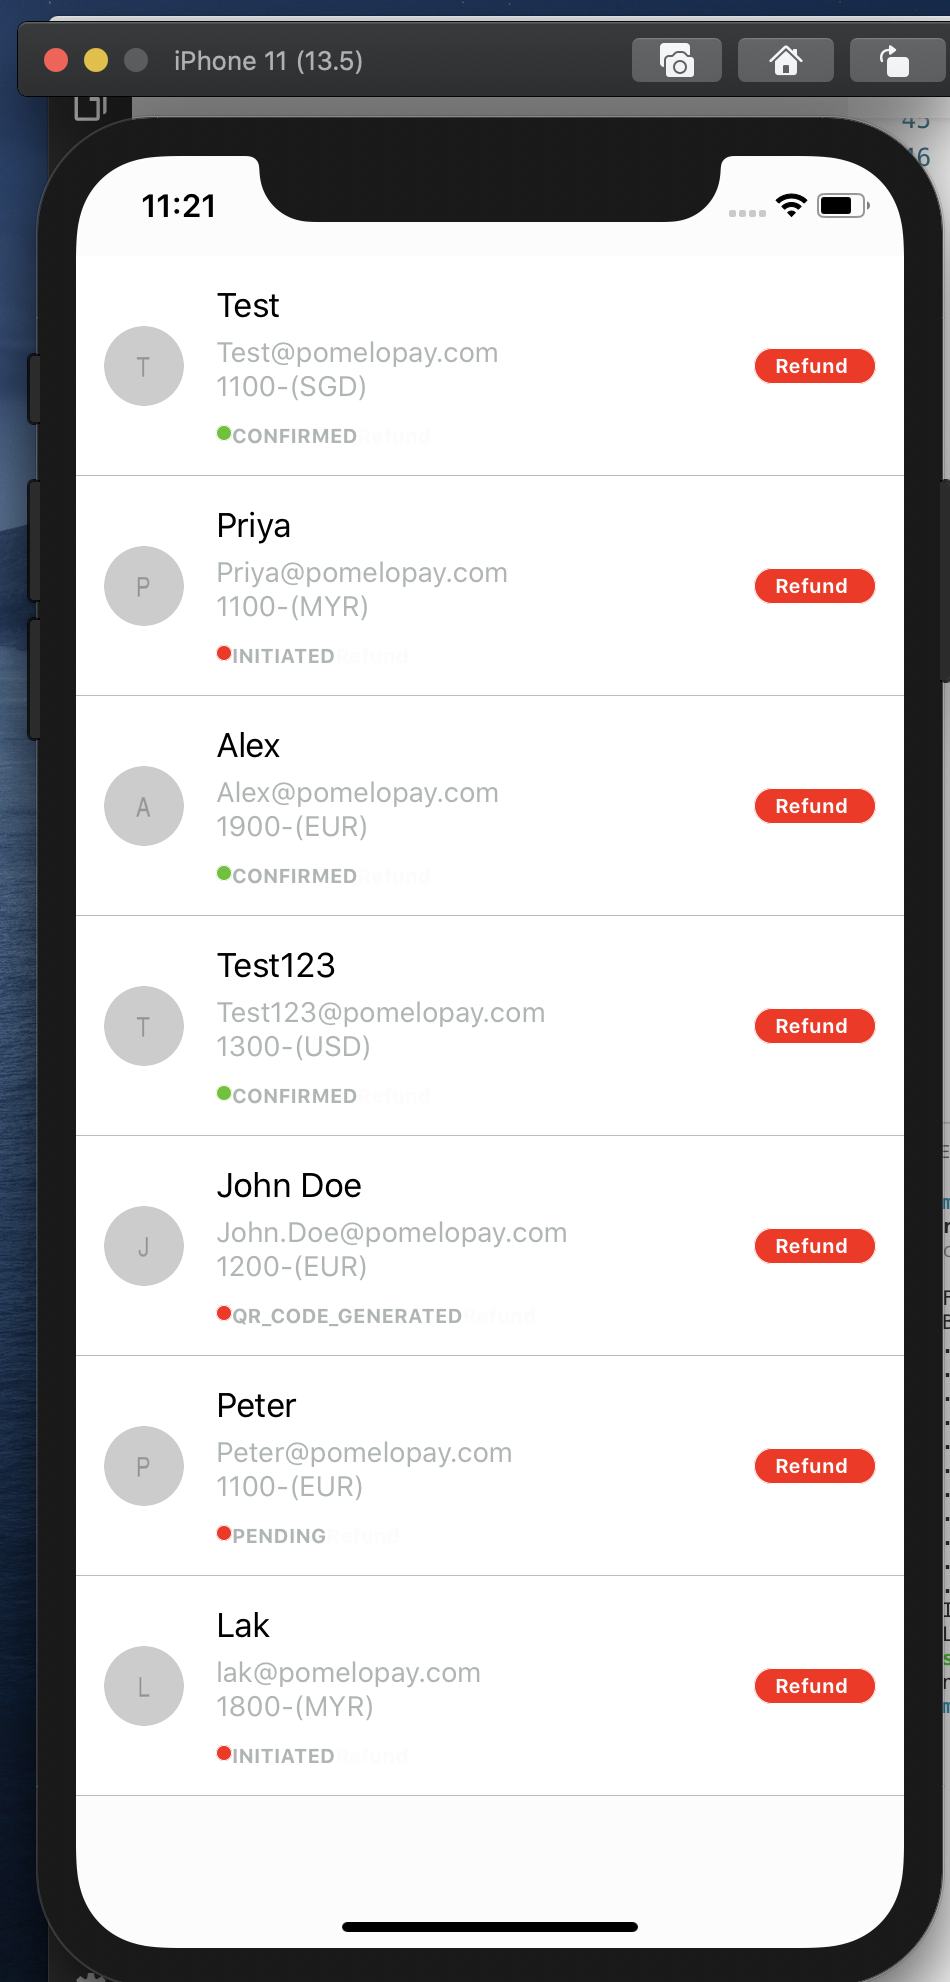 iPhone 11 (13.5)
45
46
11:21
Test
T
Test@pomelopay.com
1100-(SGD)
Refund
CONFIRMED Refund
Priya
P
Priya@pomelopay.com
1100-(MYR)
Refund
INITIATED Refund
Alex
A
Alex@pomelopay.com
1900-(EUR)
Refund
CONFIRMED Refund
Test123
T
Test123@pomelopay.com
1300-(USD)
Refund
CONFIRMED Refund
John Doe
J
John.Doe@pomelopay.com
1200-(EUR)
Refund
QR_CODE_GENERATED Refund
Peter
P
Peter@pomelopay.com
1100-(EUR)
Refund
PENDING Refund
Lak
L
lak@pomelopay.com
1800-(MYR)
Refund
INITIATED Refund